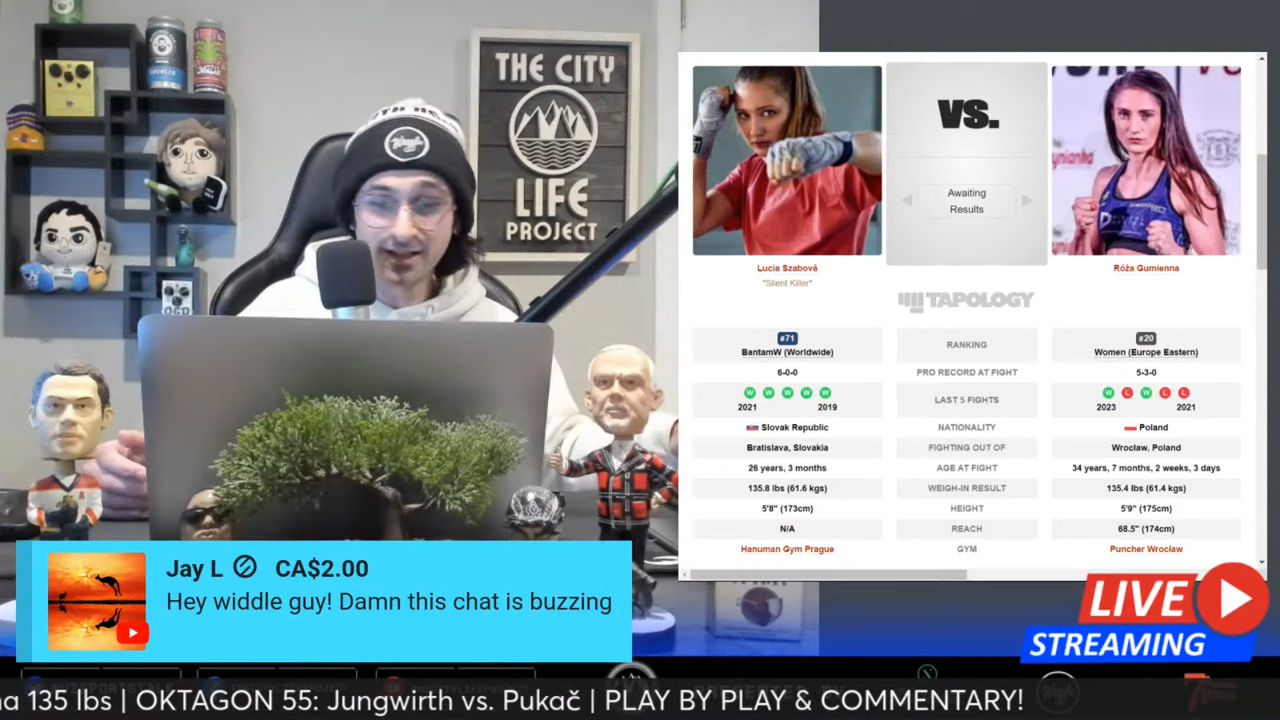 THE CITY
LIFE
PROJECT
VS.
Awaiting
Results
Lucia Szabová
"Silent Killer"
Róża Gumienna
TAPOLOGY
#71
BantamW (Worldwide)
RANKING
#20
Women (Europe Eastern)
6-0-0
PRO RECORD AT FIGHT
5-3-0
W W W W W
2021 2019
LAST 5 FIGHTS
W L W L L
2023 2021
Slovak Republic
NATIONALITY
Poland
Bratislava, Slovakia
FIGHTING OUT OF
Wrocław, Poland
26 years, 3 months
AGE AT FIGHT
34 years, 7 months, 2 weeks, 3 days
135.8 lbs (61.6 kgs)
WEIGH-IN RESULT
135.4 lbs (61.4 kg)
5'8" (173cm)
HEIGHT
5'9" (175cm)
N/A
REACH
68.5" (174cm)
Hanuman Gym Prague
GYM
Puncher Wrocław
Jay L CA$2.00
Hey widdle guy! Damn this chat is buzzing
LIVE
STREAMING
na 135 lbs | OKTAGON 55: Jungwirth vs. Pukač | PLAY BY PLAY & COMMENTARY!